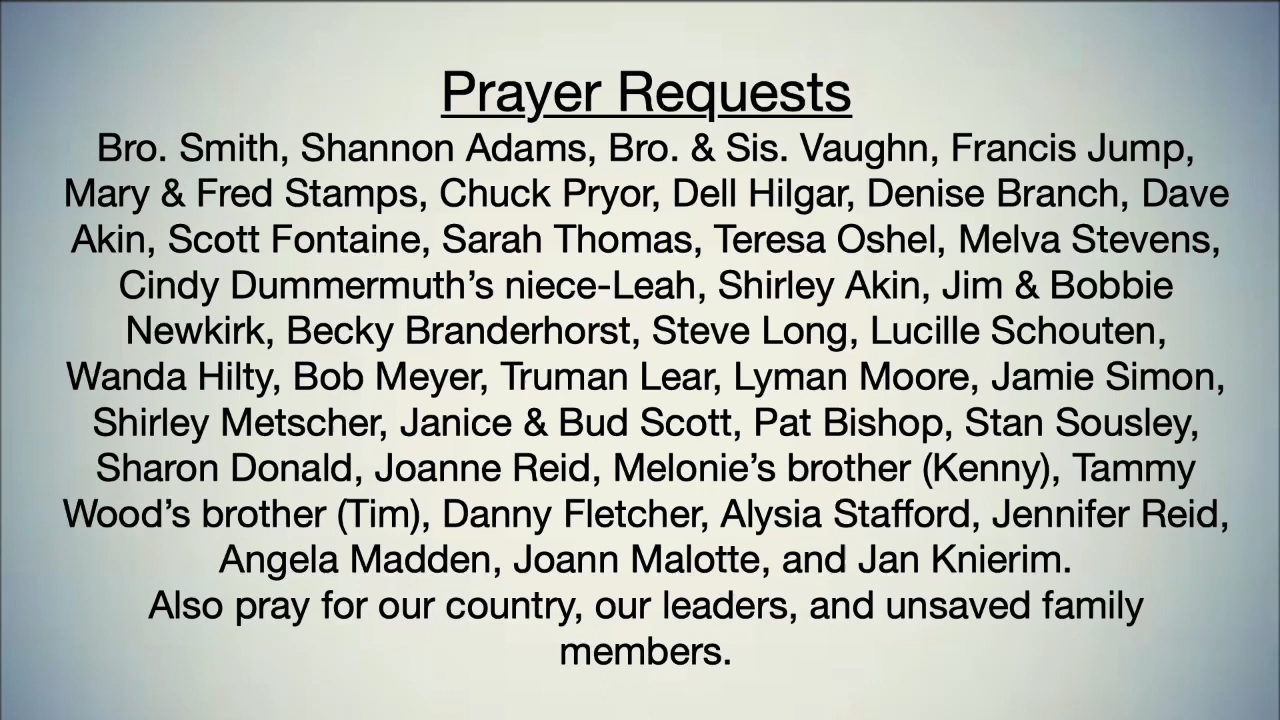 Prayer Requests
Bro. Smith, Shannon Adams, Bro. & Sis. Vaughn, Francis Jump,
Mary & Fred Stamps, Chuck Pryor, Dell Hilgar, Denise Branch, Dave
Akin, Scott Fontaine, Sarah Thomas, Teresa Oshel, Melva Stevens,
Cindy Dummermuth’s niece-Leah, Shirley Akin, Jim & Bobbie
Newkirk, Becky Branderhorst, Steve Long, Lucille Schouten,
Wanda Hilty, Bob Meyer, Truman Lear, Lyman Moore, Jamie Simon,
Shirley Metscher, Janice & Bud Scott, Pat Bishop, Stan Sousley,
Sharon Donald, Joanne Reid, Melonie’s brother (Kenny), Tammy
Wood’s brother (Tim), Danny Fletcher, Alysia Stafford, Jennifer Reid,
Angela Madden, Joann Malotte, and Jan Knierim.
Also pray for our country, our leaders, and unsaved family
members.